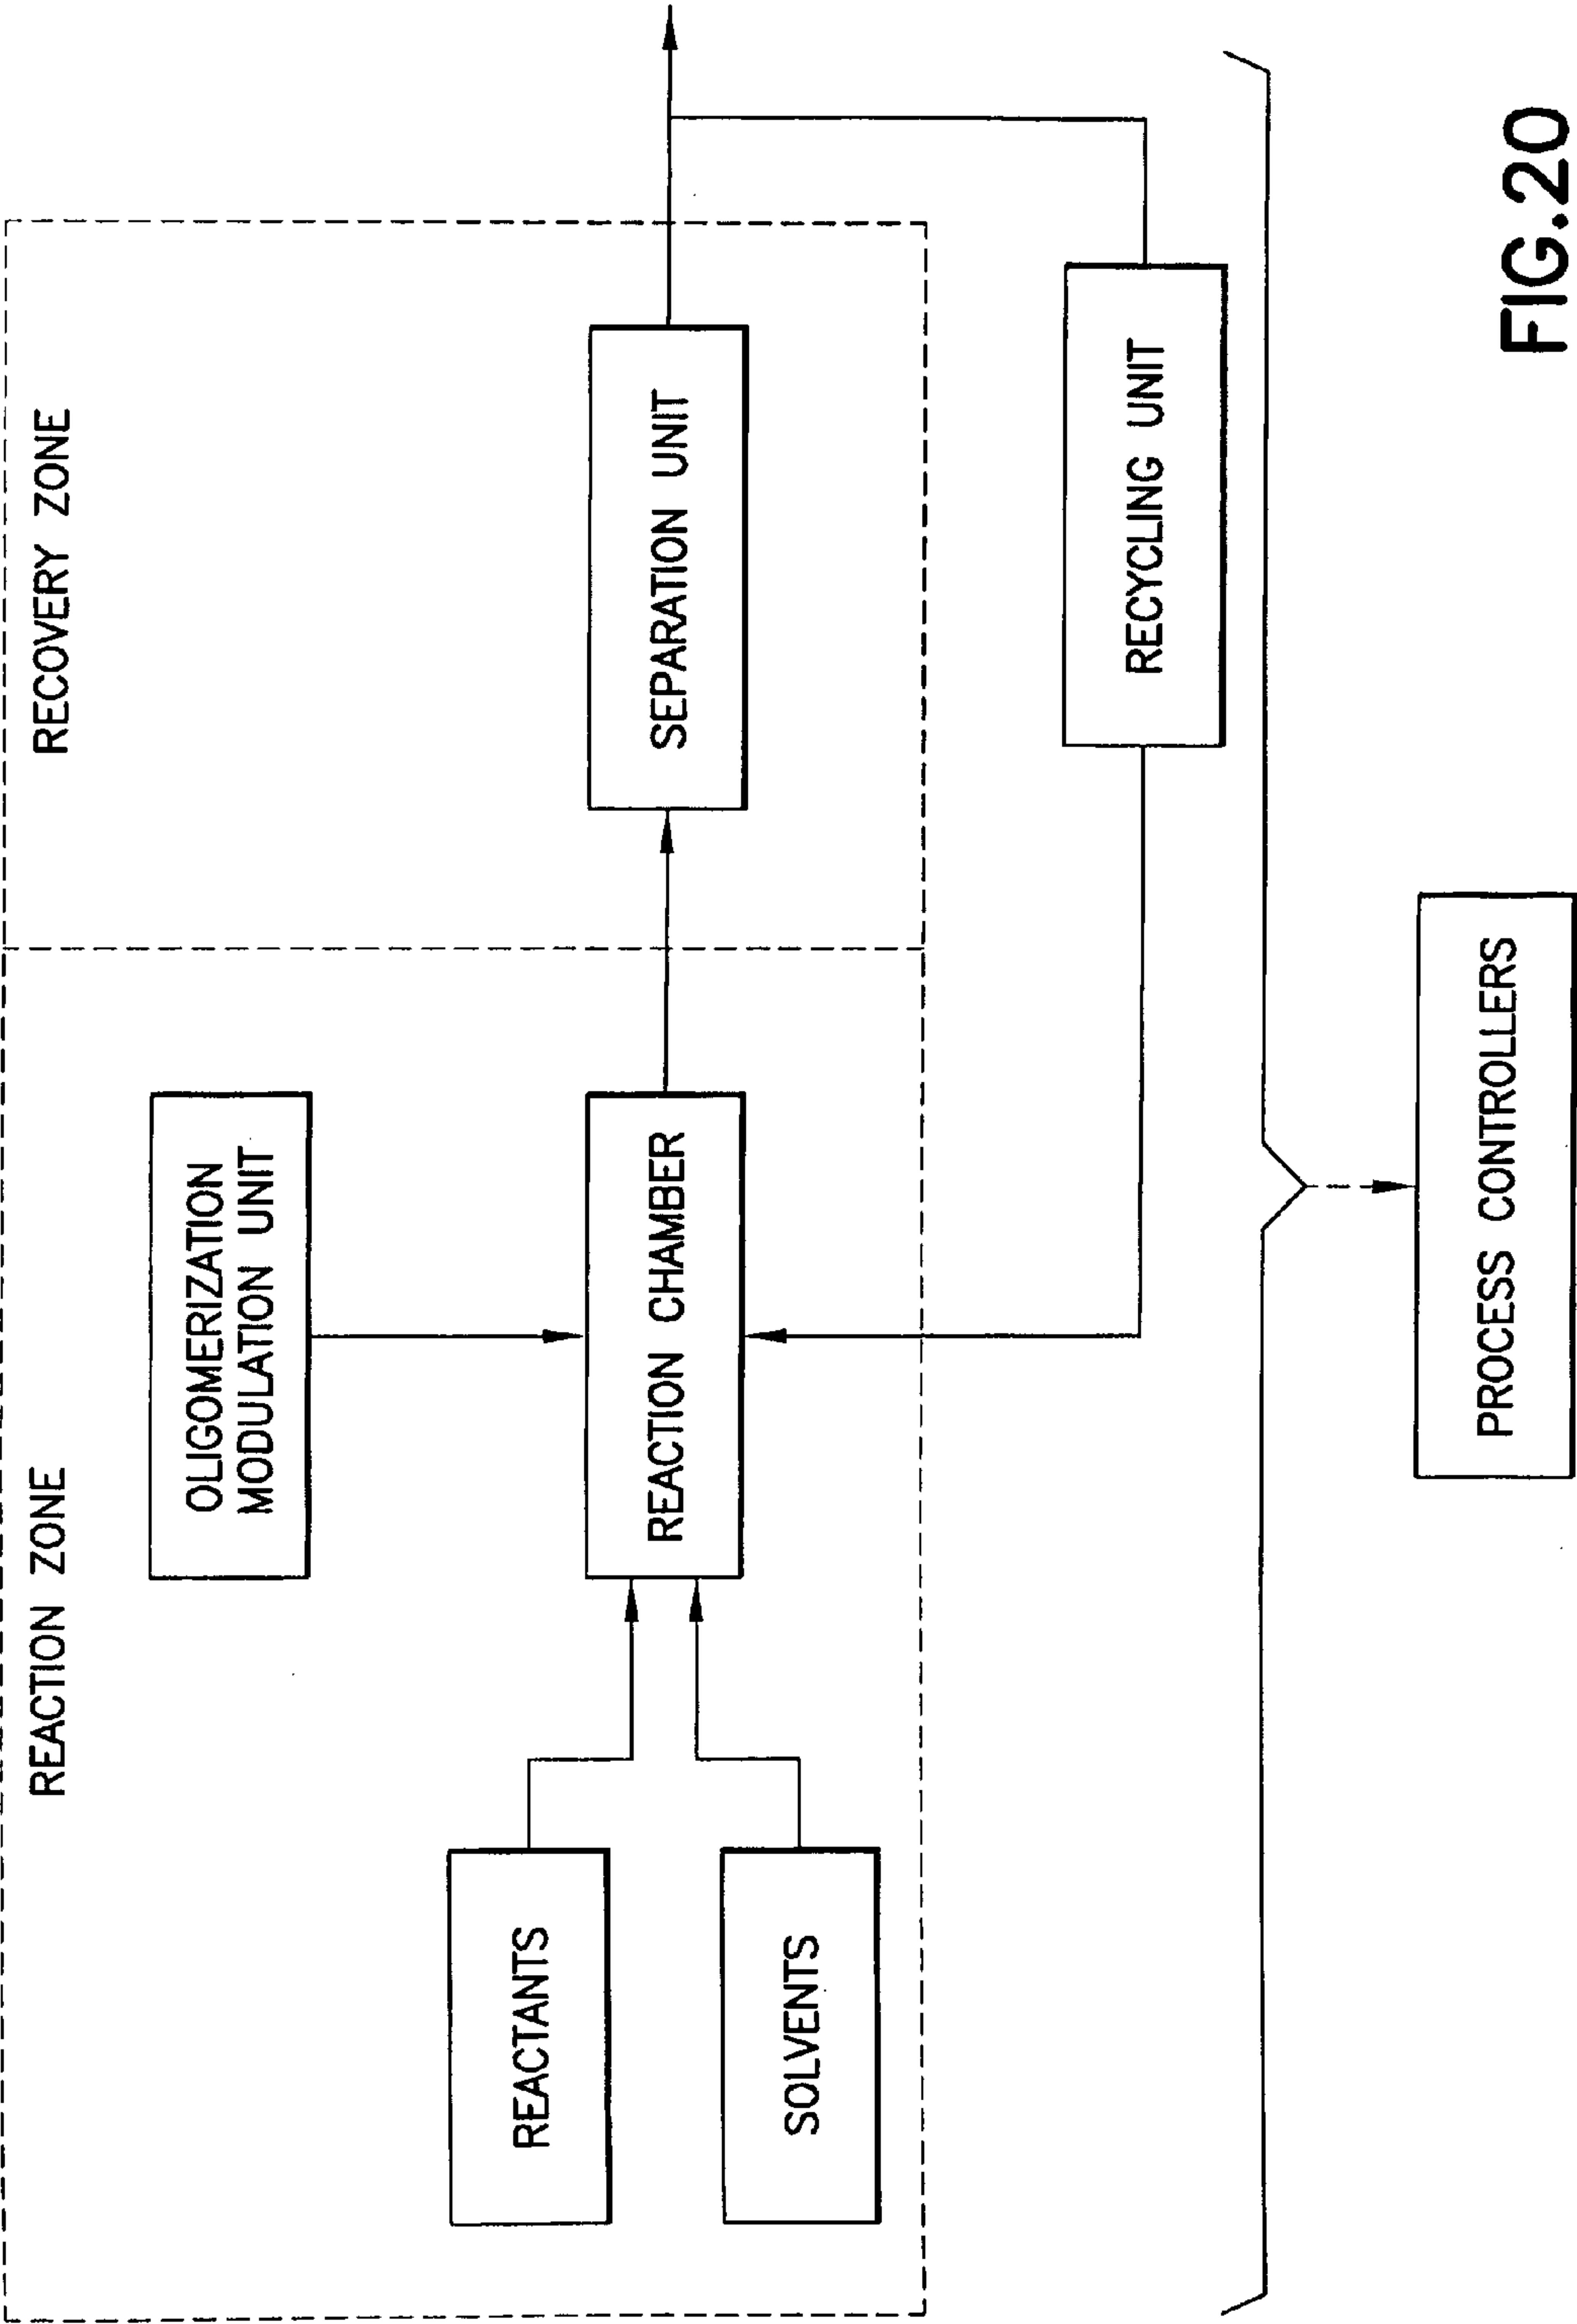 REACTION ZONE
RECOVERY ZONE
OLIGOMERIZATION
MODULATION UNIT
REACTANTS
SOLVENTS
REACTION CHAMBER
SEPARATION UNIT
RECYCLING UNIT
PROCESS CONTROLLERS
FIG.20